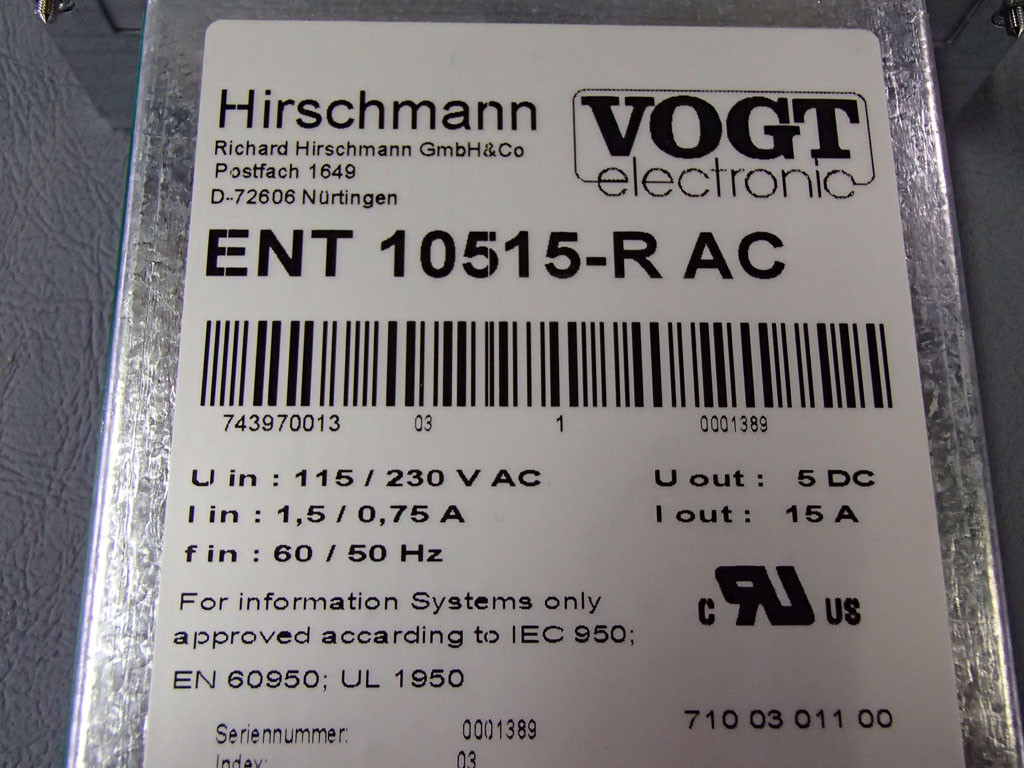 Hirschmann
Richard Hirschmann GmbH&Co
Postfach 1649
D-72606 Nürtingen
VOGT
electronic
ENT 10515-R AC
743970013 03 1 0001389
U in : 115 / 230 V AC
U out : 5 DC
I in : 1,5 / 0,75 A
I out : 15 A
f in : 60 / 50 Hz
For information Systems only
approved accarding to IEC 950;
EN 60950; UL 1950
C RU US
710 03 011 00
Seriennummer: 0001389
Index: 03